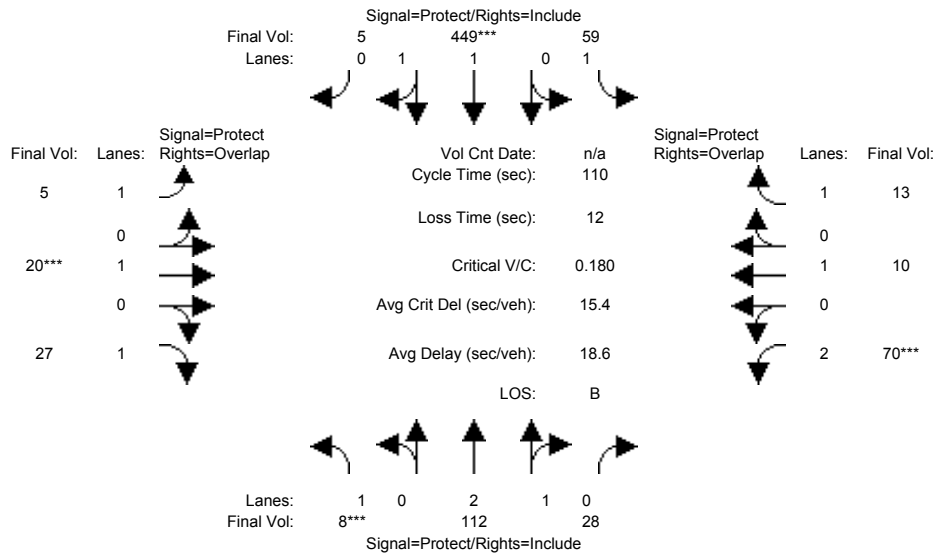 Signal=Protect/Rights=Include
Final Vol: 5 449*** 59
Lanes: 0 1 1 0 1
Signal=Protect
Final Vol: Lanes: Rights=Overlap
Vol Cnt Date: n/a
Signal=Protect
Rights=Overlap Lanes: Final Vol:
Cycle Time (sec): 110
5 1
1 13
Loss Time (sec): 12
0
0
20*** 1
Critical V/C: 0.180
1 10
0
Avg Crit Del (sec/veh): 15.4
0
27 1
Avg Delay (sec/veh): 18.6
2 70***
LOS: B
Lanes: 1 0 2 1 0
Final Vol: 8*** 112 28
Signal=Protect/Rights=Include